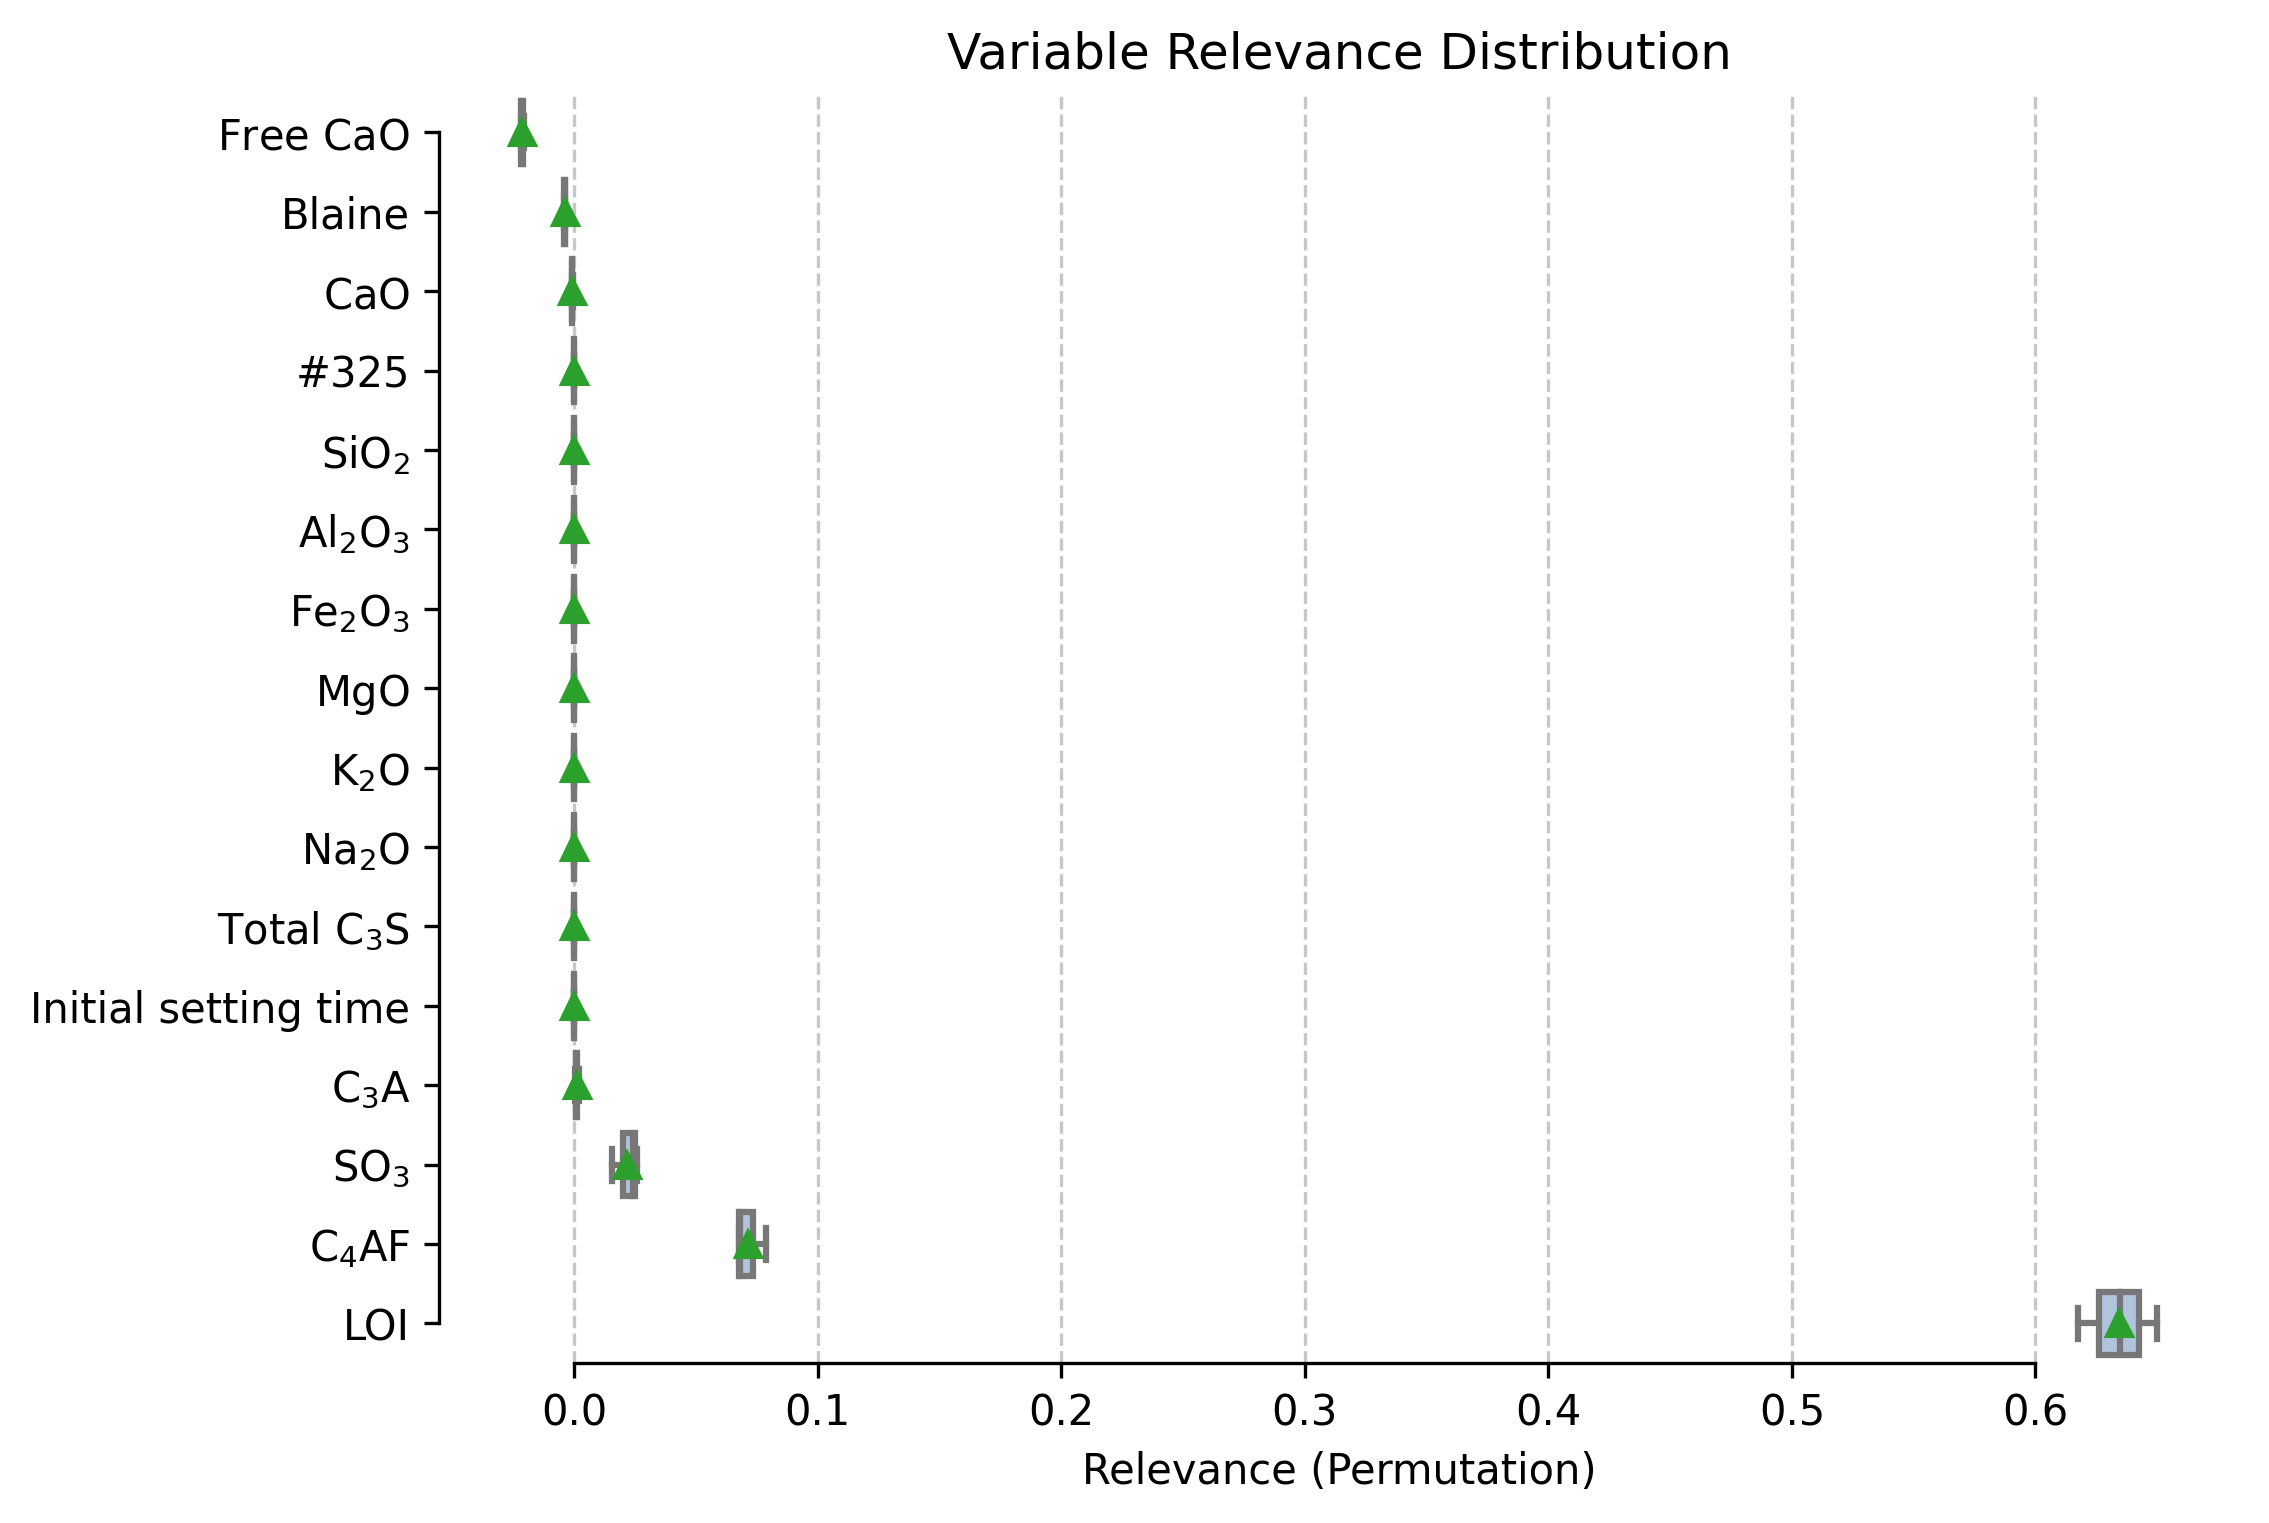 Variable Relevance Distribution
Free CaO
Blaine
CaO
#325
SiO₂
Al₂O₃
Fe₂O₃
MgO
K₂O
Na₂O
Total C₃S
Initial setting time
C₃A
SO₃
C₄AF
LOI
0.0 0.1 0.2 0.3 0.4 0.5 0.6
Relevance (Permutation)